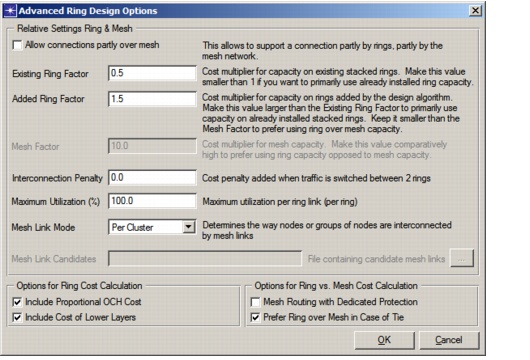 Advanced Ring Design Options
Relative Settings Ring & Mesh
Allow connections partly over mesh
This allows to support a connection partly by rings, partly by the
mesh network.
Existing Ring Factor
0.5
Cost multiplier for capacity on existing stacked rings. Make this value
smaller than 1 if you want to primarily use already installed ring capacity.
Added Ring Factor
1.5
Cost multiplier for capacity on rings added by the design algorithm.
Make this value larger than the Existing Ring Factor to primarily use
capacity on already installed stacked rings. Keep it smaller than the
Mesh Factor to prefer using ring over mesh capacity.
Mesh Factor
10.0
Cost multiplier for mesh capacity. Make this value comparatively
high to prefer using ring capacity opposed to mesh capacity.
Interconnection Penalty
0.0
Cost penalty added when traffic is switched between 2 rings
Maximum Utilization (%)
100.0
Maximum utilization per ring link (per ring)
Mesh Link Mode
Per Cluster
Determines the way nodes or groups of nodes are interconnected
by mesh links
Mesh Link Candidates
File containing candidate mesh links
...
Options for Ring Cost Calculation
Include Proportional OCH Cost
Include Cost of Lower Layers
Options for Ring vs. Mesh Cost Calculation
Mesh Routing with Dedicated Protection
Prefer Ring over Mesh in Case of Tie
OK
Cancel